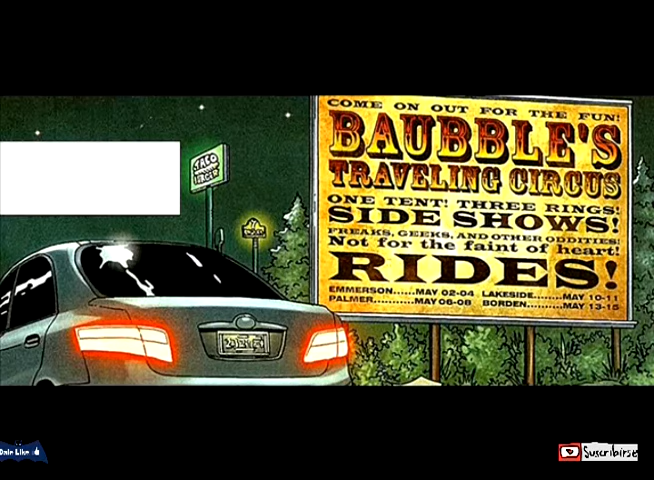 COME ON OUT FOR THE FUN!
BAUBBLE'S
TRAVELING CIRCUS
ONE TENT! THREE RINGS!
SIDE SHOWS!
FREAKS, GEEKS, AND OTHER ODDITIES!
Not for the faint of heart!
RIDES!
EMMERSON......MAY 02-04 LAKESIDE........MAY 10-11
PALMER...........MAY 06-08 BORDEN...........MAY 13-15
TACO
Dale Like
Suscribirse